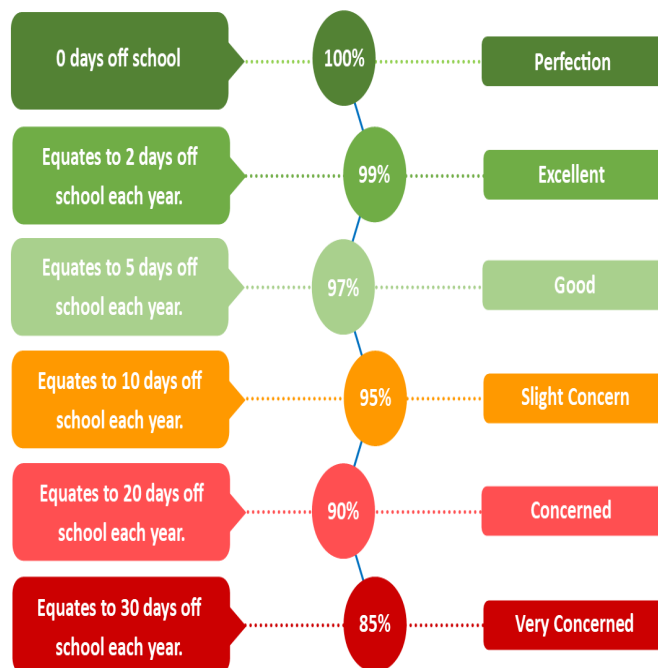 0 days off school
100%
Perfection
Equates to 2 days off
school each year.
99%
Excellent
Equates to 5 days off
school each year.
97%
Good
Equates to 10 days off
school each year.
95%
Slight Concern
Equates to 20 days off
school each year.
90%
Concerned
Equates to 30 days off
school each year.
85%
Very Concerned